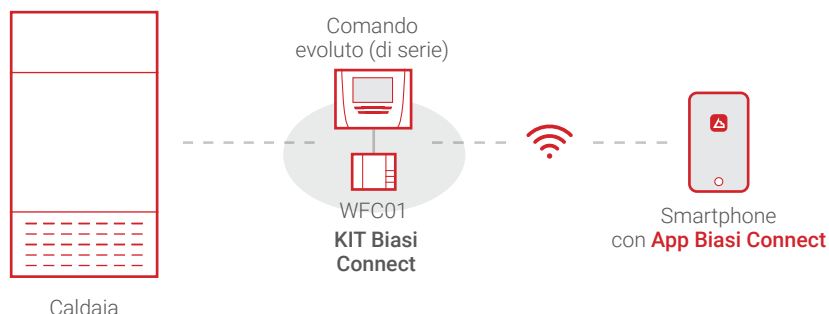 Comando
evoluto (di serie)
WFC01
KIT Biasi
Connect
Smartphone
con App Biasi Connect
Caldaia